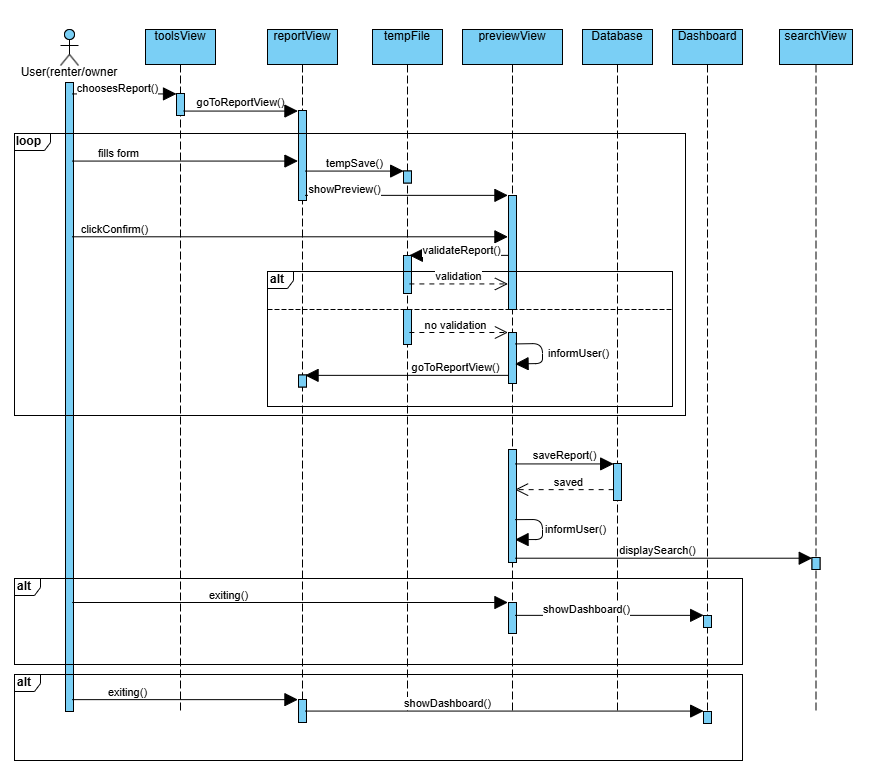 toolsView
reportView
tempFile
previewView
Database
Dashboard
searchView
User(renter/owner
choosesReport()
goToReportView()
loop
fills form
tempSave()
showPreview()
clickConfirm()
validateReport()
alt
validation
no validation
informUser()
goToReportView()
saveReport()
saved
informUser()
displaySearch()
alt
exiting()
showDashboard()
alt
exiting()
showDashboard()